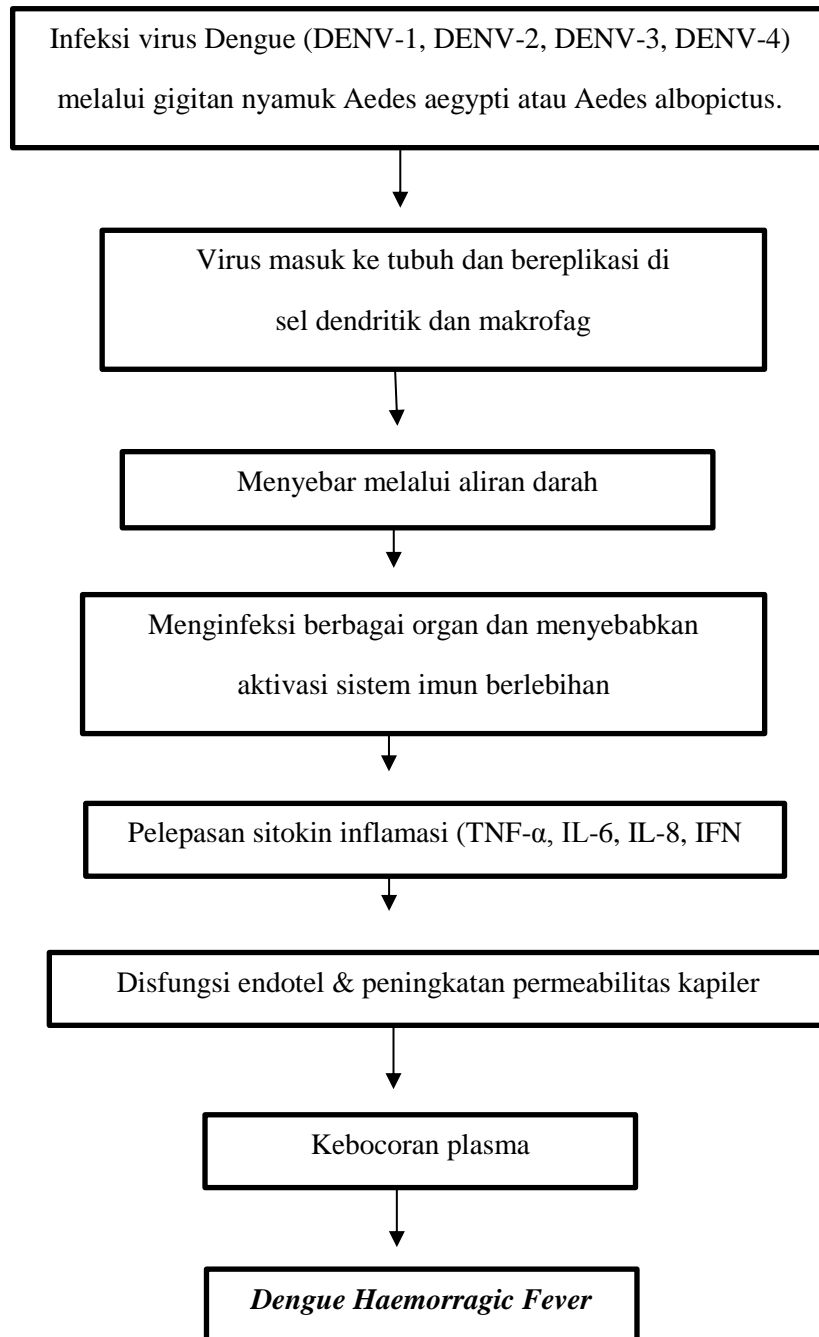 Infeksi virus Dengue (DENV-1, DENV-2, DENV-3, DENV-4)
melalui gigitan nyamuk Aedes aegypti atau Aedes albopictus.
Virus masuk ke tubuh dan bereplikasi di
sel dendritik dan makrofag
Menyebar melalui aliran darah
Menginfeksi berbagai organ dan menyebabkan
aktivasi sistem imun berlebihan
Pelepasan sitokin inflamasi (TNF-α, IL-6, IL-8, IFN
Disfungsi endotel & peningkatan permeabilitas kapiler
Kebocoran plasma
Dengue Haemorragic Fever